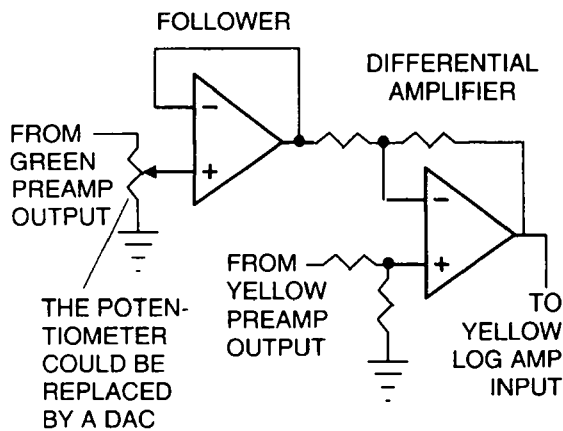 FOLLOWER
DIFFERENTIAL
AMPLIFIER
FROM
GREEN
PREAMP
OUTPUT
−
+
−
+
FROM
YELLOW
PREAMP
OUTPUT
TO
YELLOW
LOG AMP
INPUT
THE POTEN-
TIOMETER
COULD BE
REPLACED
BY A DAC